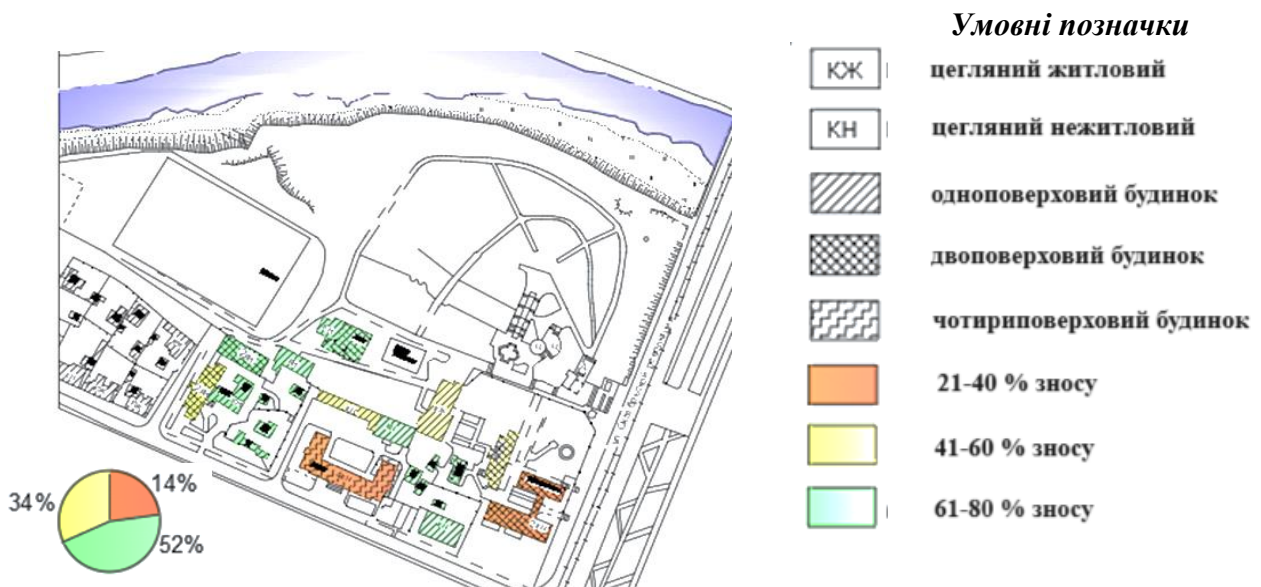 Умовні позначки
КЖ цегляний житловий
КН цегляний нежитловий
одноповерховий будинок
двоповерховий будинок
чотириповерховий будинок
21-40 % зносу
41-60 % зносу
61-80 % зносу
34%
14%
52%